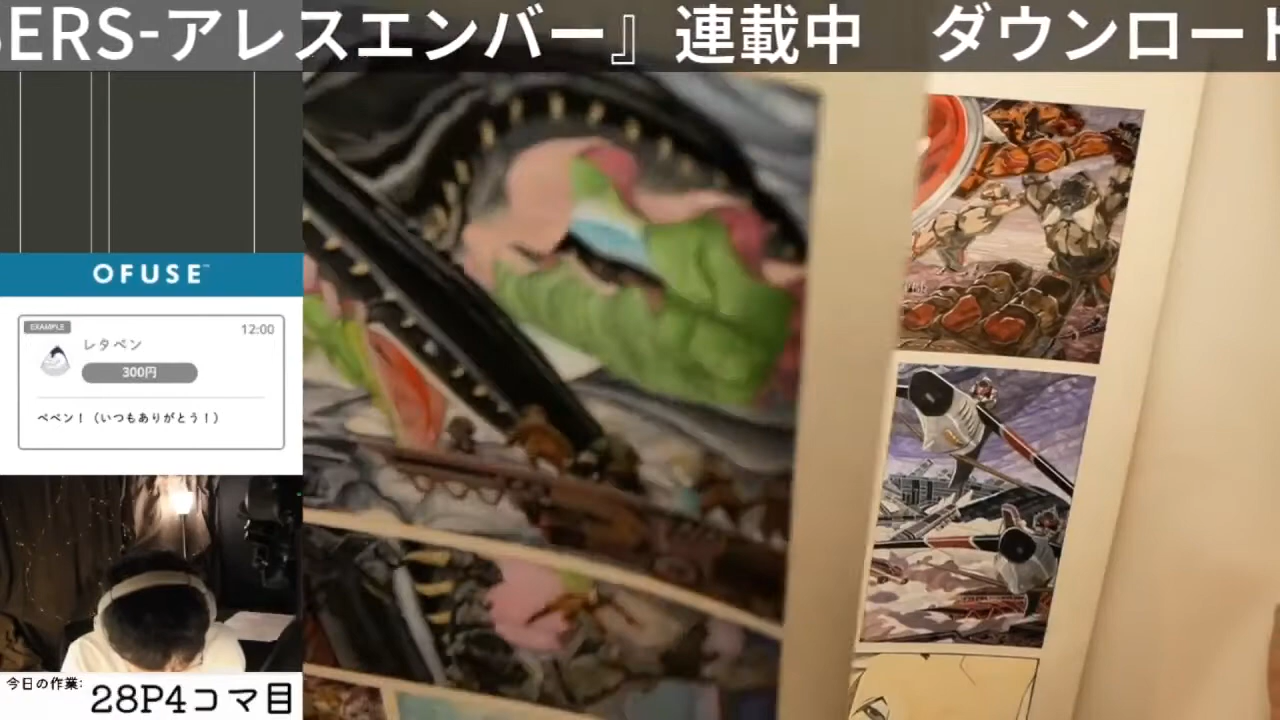 ERS-アレスエンバー』連載中　ダウンロード
OFUSE™
EXAMPLE
12:00
レタペン
300円
ペペン！（いつもありがとう！）
今日の作業:
28P4コマ目